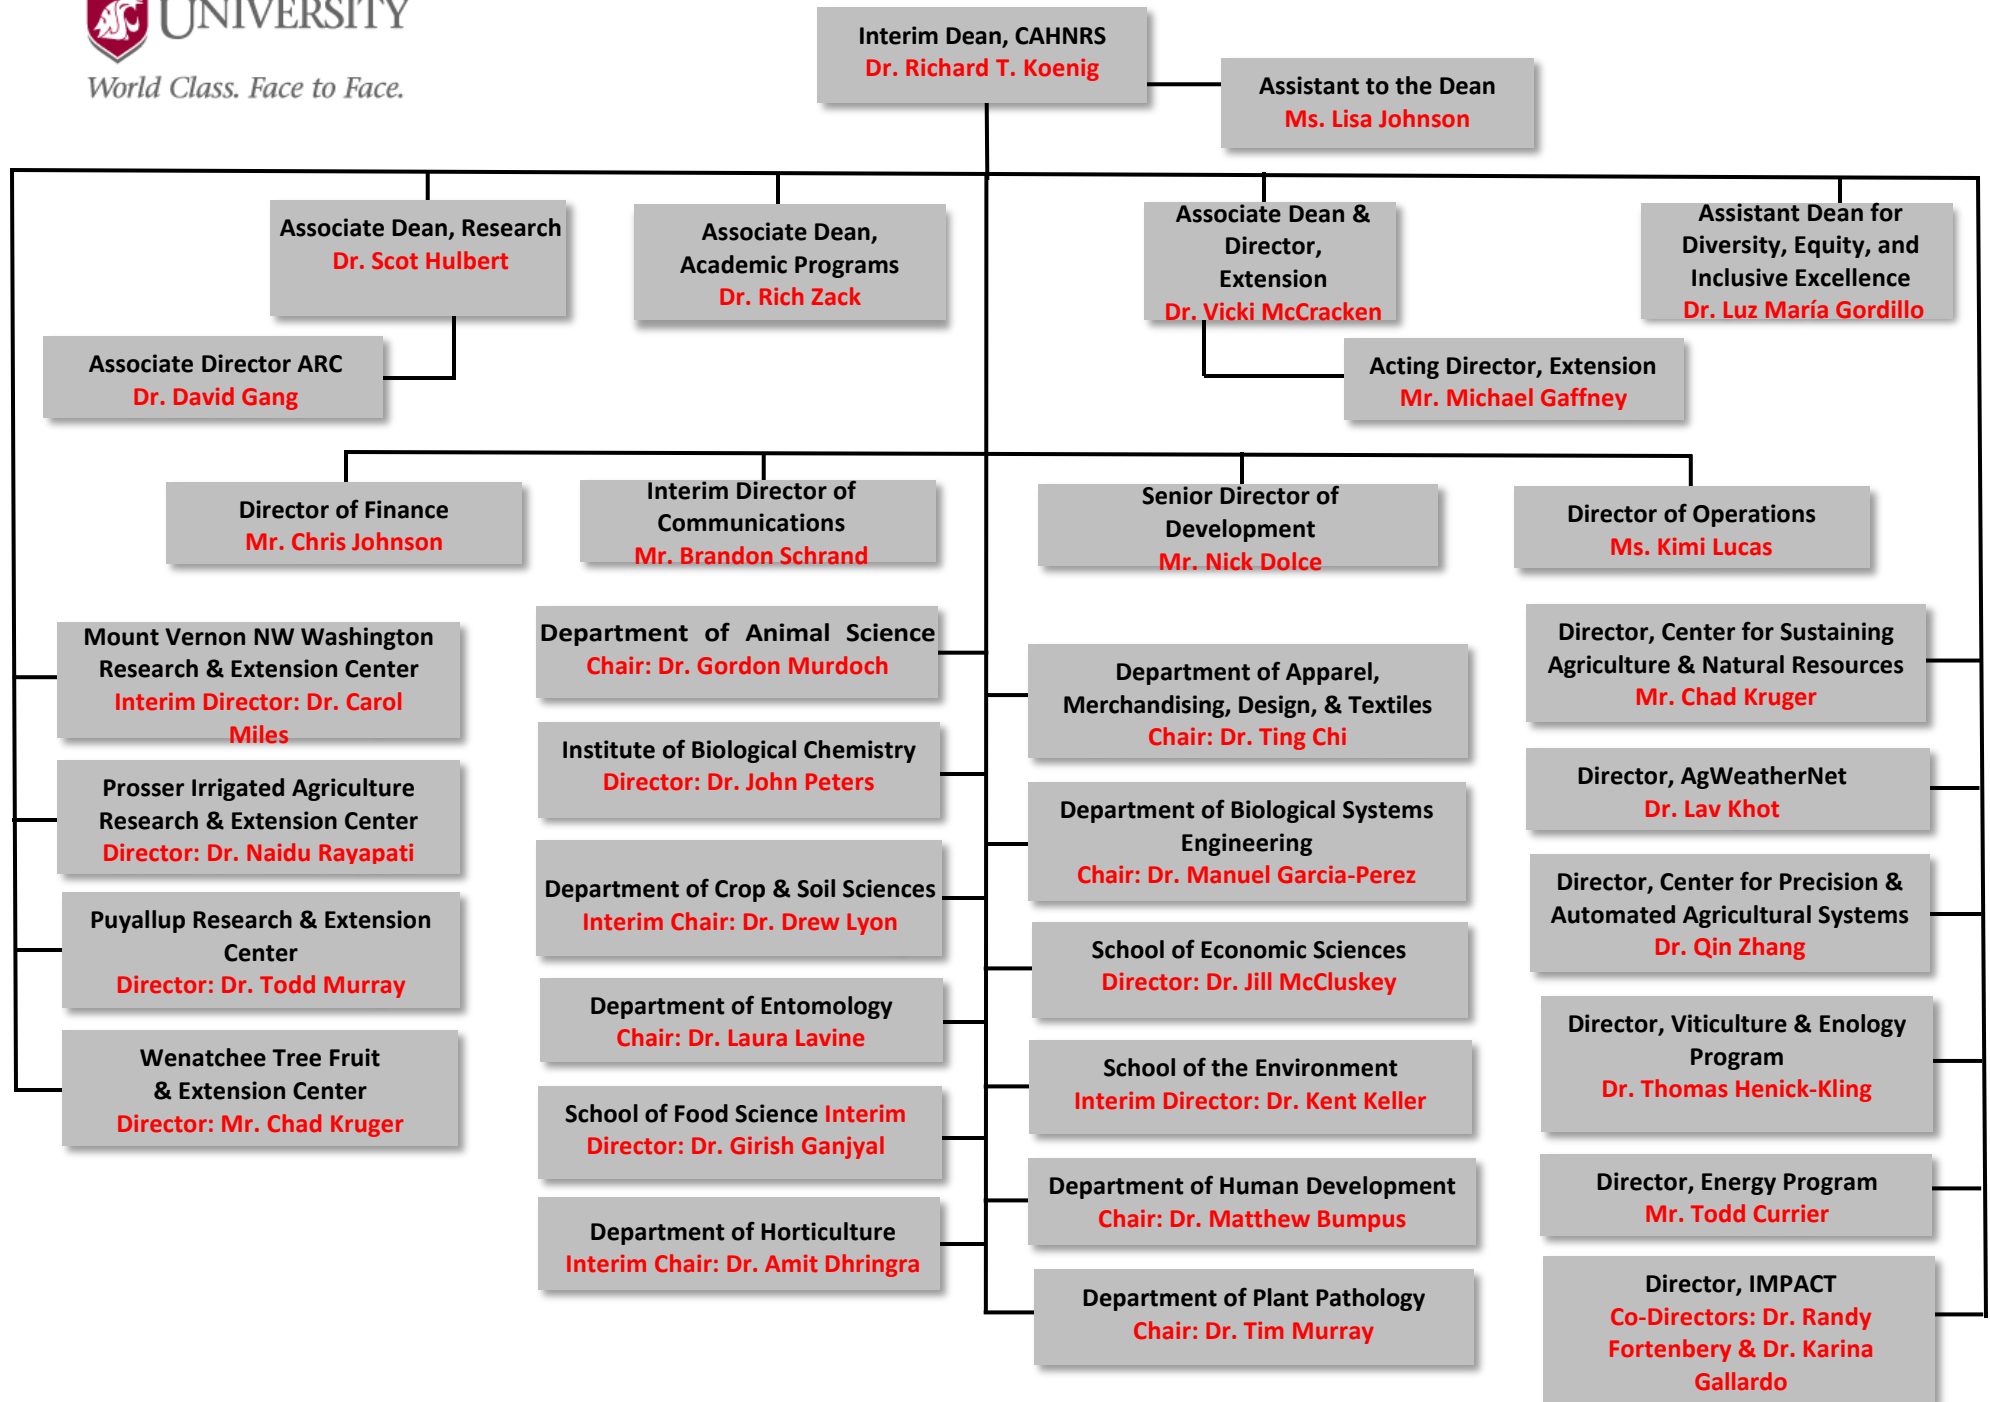 UNIVERSITY
World Class. Face to Face.
Interim Dean, CAHNRS
Dr. Richard T. Koenig
Assistant to the Dean
Ms. Lisa Johnson
Associate Dean, Research
Dr. Scot Hulbert
Associate Dean,
Academic Programs
Dr. Rich Zack
Associate Dean &
Director,
Extension
Dr. Vicki McCracken
Assistant Dean for
Diversity, Equity, and
Inclusive Excellence
Dr. Luz María Gordillo
Associate Director ARC
Dr. David Gang
Acting Director, Extension
Mr. Michael Gaffney
Director of Finance
Mr. Chris Johnson
Interim Director of
Communications
Mr. Brandon Schrand
Senior Director of
Development
Mr. Nick Dolce
Director of Operations
Ms. Kimi Lucas
Mount Vernon NW Washington
Research & Extension Center
Interim Director: Dr. Carol
Miles
Prosser Irrigated Agriculture
Research & Extension Center
Director: Dr. Naidu Rayapati
Puyallup Research & Extension
Center
Director: Dr. Todd Murray
Wenatchee Tree Fruit
& Extension Center
Director: Mr. Chad Kruger
Department of Animal Science
Chair: Dr. Gordon Murdoch
Institute of Biological Chemistry
Director: Dr. John Peters
Department of Crop & Soil Sciences
Interim Chair: Dr. Drew Lyon
Department of Entomology
Chair: Dr. Laura Lavine
School of Food Science Interim
Director: Dr. Girish Ganjyal
Department of Horticulture
Interim Chair: Dr. Amit Dhringra
Department of Apparel,
Merchandising, Design, & Textiles
Chair: Dr. Ting Chi
Department of Biological Systems
Engineering
Chair: Dr. Manuel Garcia-Perez
School of Economic Sciences
Director: Dr. Jill McCluskey
School of the Environment
Interim Director: Dr. Kent Keller
Department of Human Development
Chair: Dr. Matthew Bumpus
Department of Plant Pathology
Chair: Dr. Tim Murray
Director, Center for Sustaining
Agriculture & Natural Resources
Mr. Chad Kruger
Director, AgWeatherNet
Dr. Lav Khot
Director, Center for Precision &
Automated Agricultural Systems
Dr. Qin Zhang
Director, Viticulture & Enology
Program
Dr. Thomas Henick-Kling
Director, Energy Program
Mr. Todd Currier
Director, IMPACT
Co-Directors: Dr. Randy
Fortenbery & Dr. Karina
Gallardo